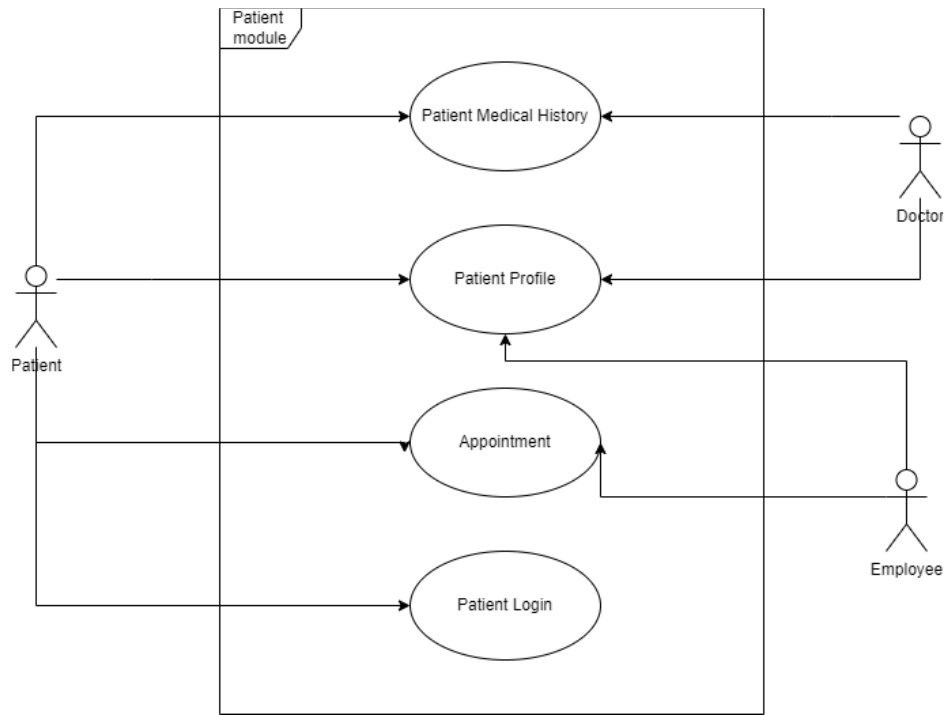 Patient
module
Patient Medical History
Doctor
Patient Profile
Patient
Appointment
Employee
Patient Login